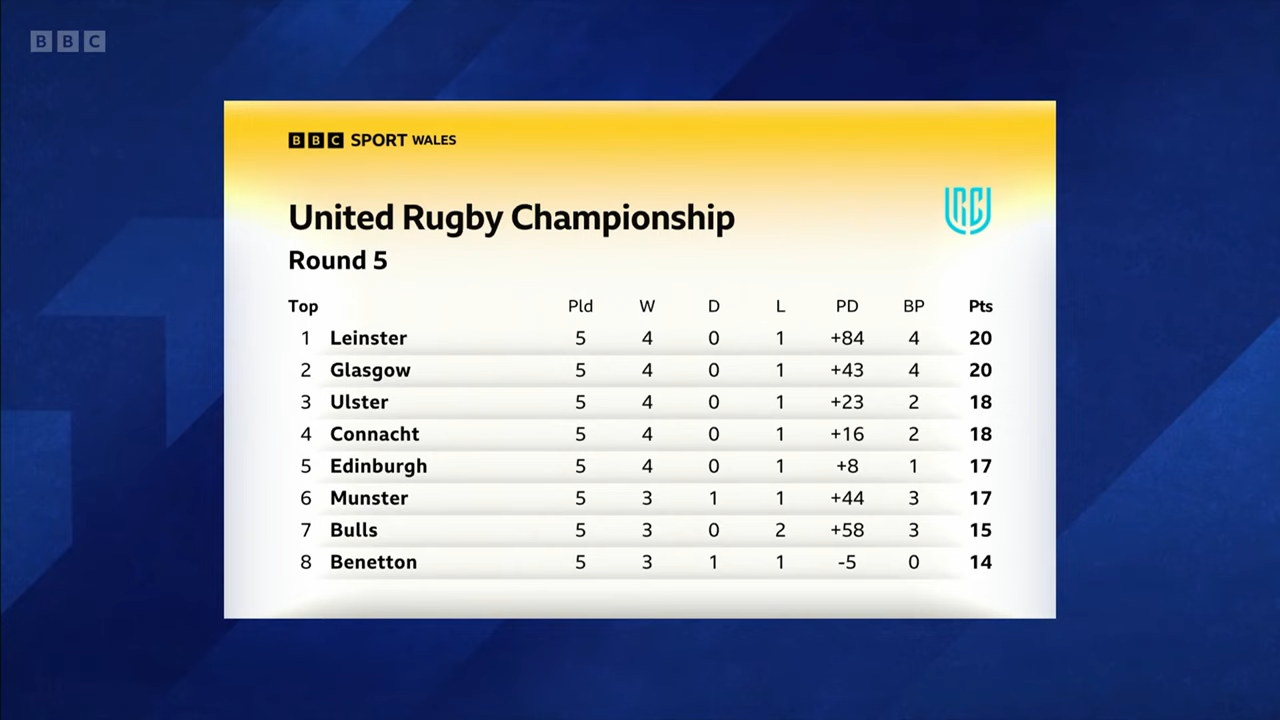 BBC
BBC SPORT WALES
URC
United Rugby Championship
Round 5
Top Pld W D L PD BP Pts
1 Leinster 5 4 0 1 +84 4 20
2 Glasgow 5 4 0 1 +43 4 20
3 Ulster 5 4 0 1 +23 2 18
4 Connacht 5 4 0 1 +16 2 18
5 Edinburgh 5 4 0 1 +8 1 17
6 Munster 5 3 1 1 +44 3 17
7 Bulls 5 3 0 2 +58 3 15
8 Benetton 5 3 1 1 -5 0 14